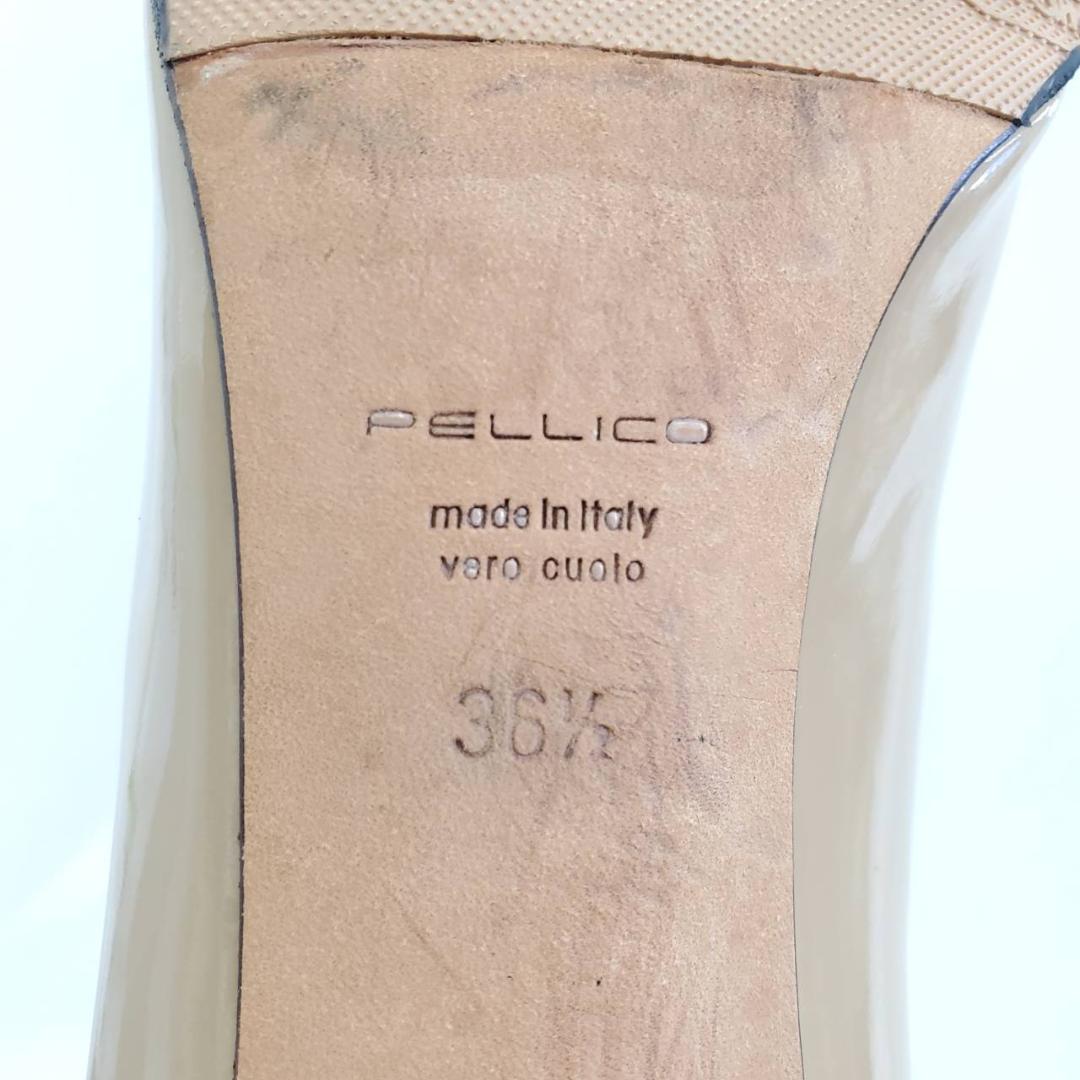 PELLICO
made in Italy
vero cuoio
36½